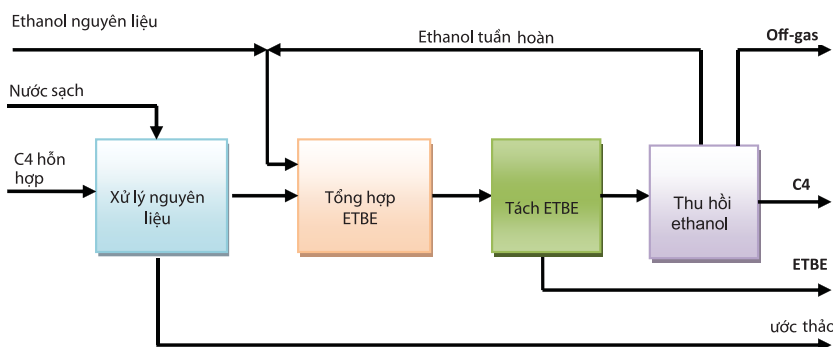 Ethanol nguyên liệu
Ethanol tuần hoàn
Off-gas
Nước sạch
C4 hỗn
hợp
Xử lý nguyên
liệu
Tổng hợp
ETBE
Tách ETBE
Thu hồi
ethanol
C4
ETBE
ước thảo